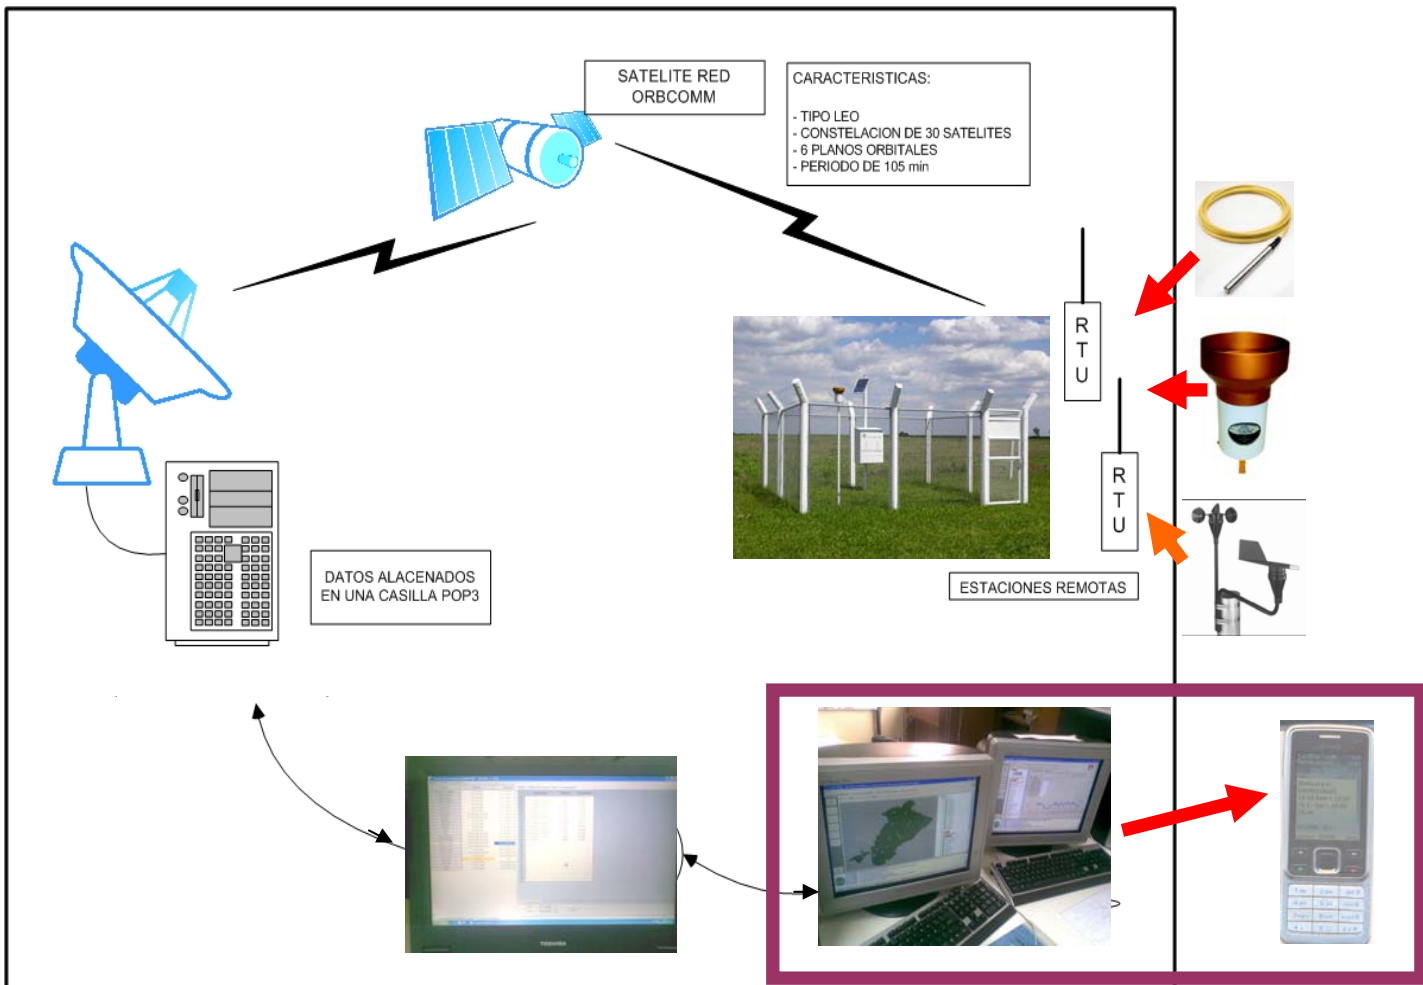 SATELITE RED
ORBCOMM
CARACTERISTICAS:
- TIPO LEO
- CONSTELACION DE 30 SATELITES
- 6 PLANOS ORBITALES
- PERIODO DE 105 min
R
T
U
R
T
U
ESTACIONES REMOTAS
DATOS ALACENADOS
EN UNA CASILLA POP3
TOSHIBA